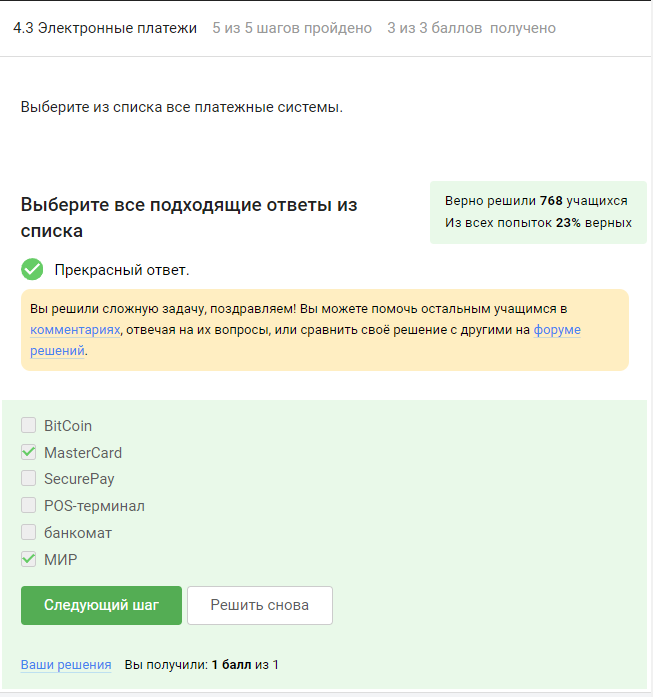 4.3 Электронные платежи 5 из 5 шагов пройдено 3 из 3 баллов получено
Выберите из списка все платежные системы.
Выберите все подходящие ответы из
списка
Верно решили 768 учащихся
Из всех попыток 23% верных
Прекрасный ответ.
Вы решили сложную задачу, поздравляем! Вы можете помочь остальным учащимся в
комментариях, отвечая на их вопросы, или сравнить своё решение с другими на форуме
решений.
BitCoin
MasterCard
SecurePay
POS-терминал
банкомат
МИР
Следующий шаг Решить снова
Ваши решения Вы получили: 1 балл из 1